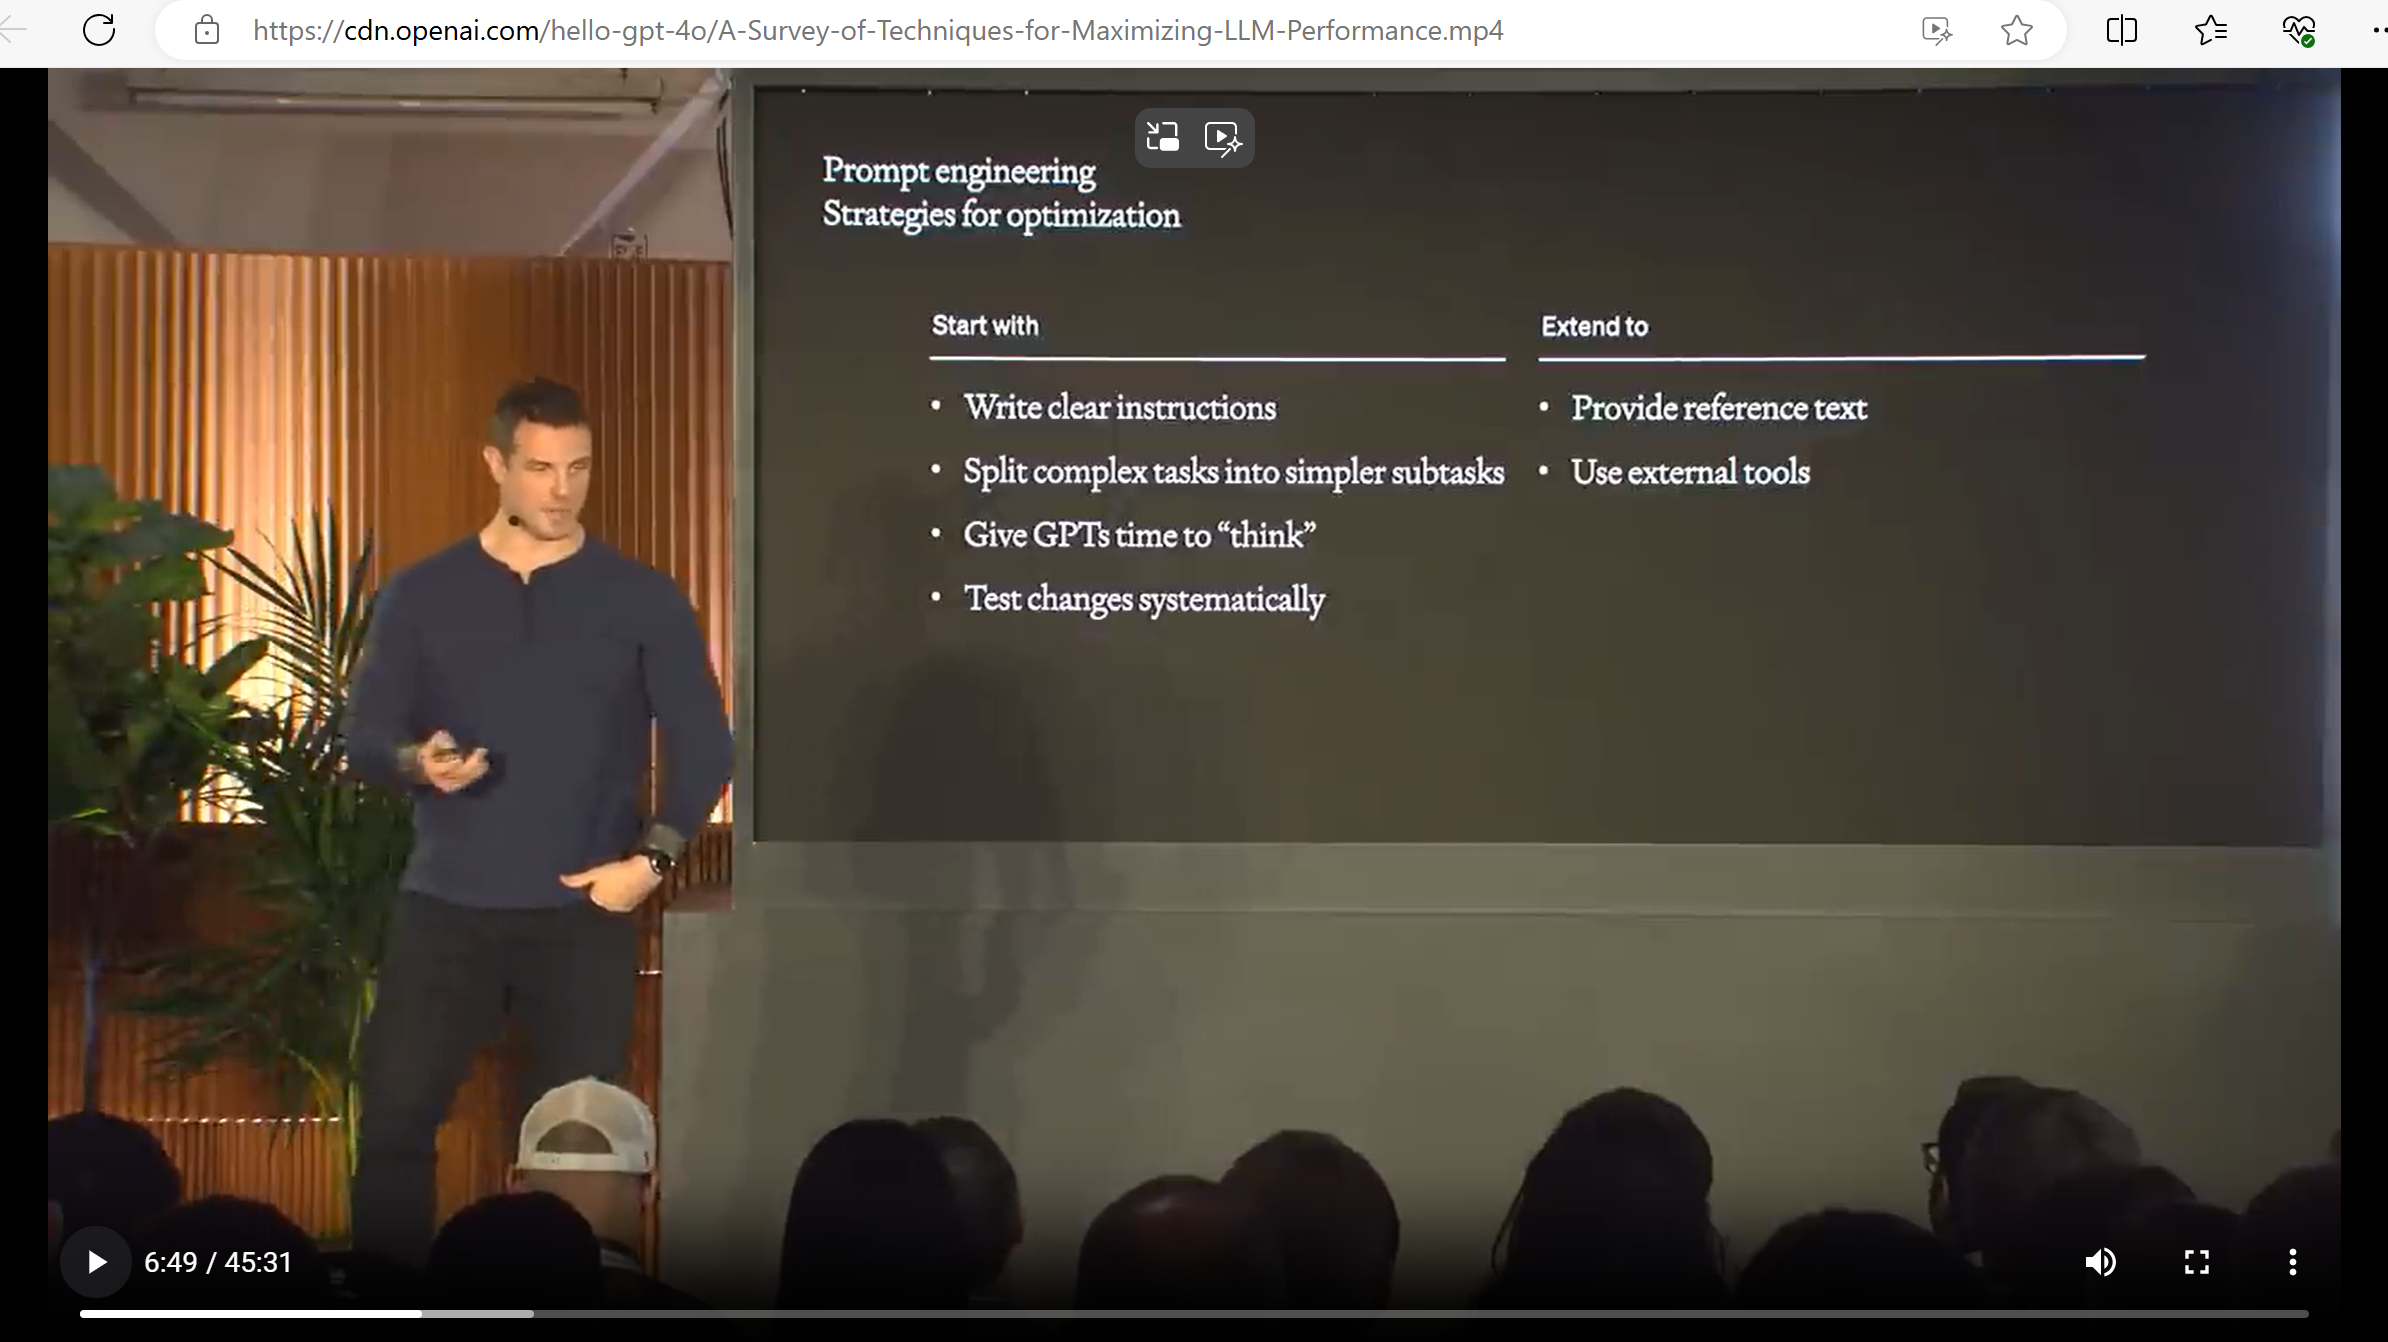 https://cdn.openai.com/hello-gpt-4o/A-Survey-of-Techniques-for-Maximizing-LLM-Performance.mp4
Prompt engineering
Strategies for optimization
Start with
• Write clear instructions
• Split complex tasks into simpler subtasks
• Give GPTs time to “think”
• Test changes systematically
Extend to
• Provide reference text
• Use external tools
6:49 / 45:31